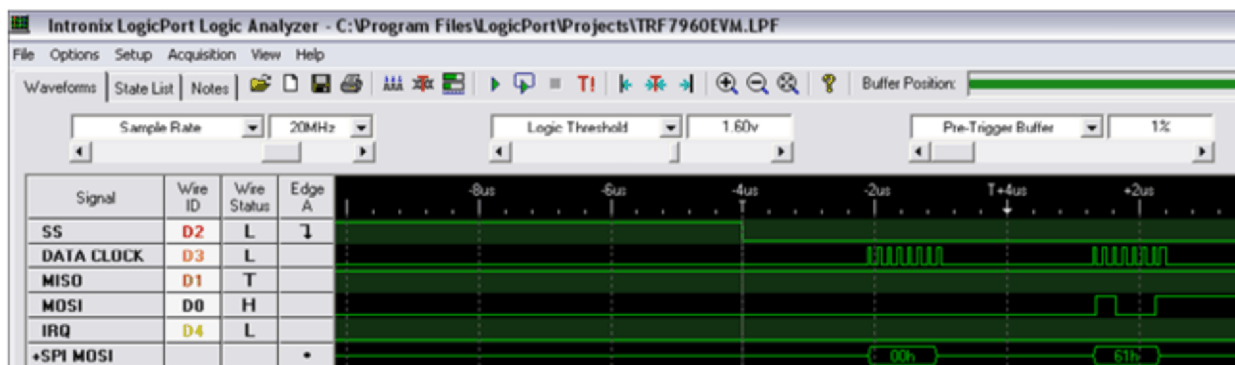 Intronix LogicPort Logic Analyzer - C:\Program Files\LogicPort\Projects\TRF7960EVM.LPF
File Options Setup Acquisition View Help
Waveforms State List Notes T! Buffer Position:
Sample Rate 20MHz Logic Threshold 1.60v Pre-Trigger Buffer 1%
Signal Wire ID Wire Status Edge A -8us -6us -4us -2us T+4us +2us
T
SS D2 L
DATA CLOCK D3 L
MISO D1 T
MOSI D0 H
IRQ D4 L
+SPI MOSI 00h 61h